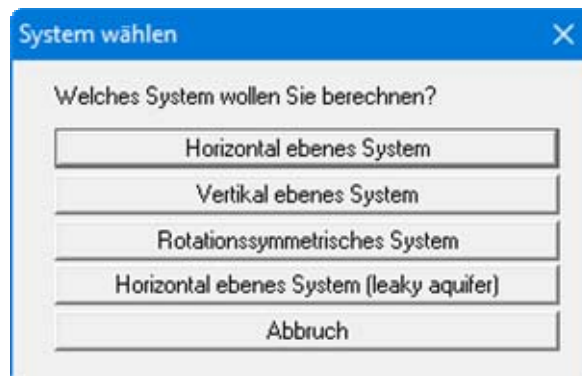 System wählen
Welches System wollen Sie berechnen?
Horizontal ebenes System
Vertikal ebenes System
Rotationssymmetrisches System
Horizontal ebenes System (leaky aquifer)
Abbruch